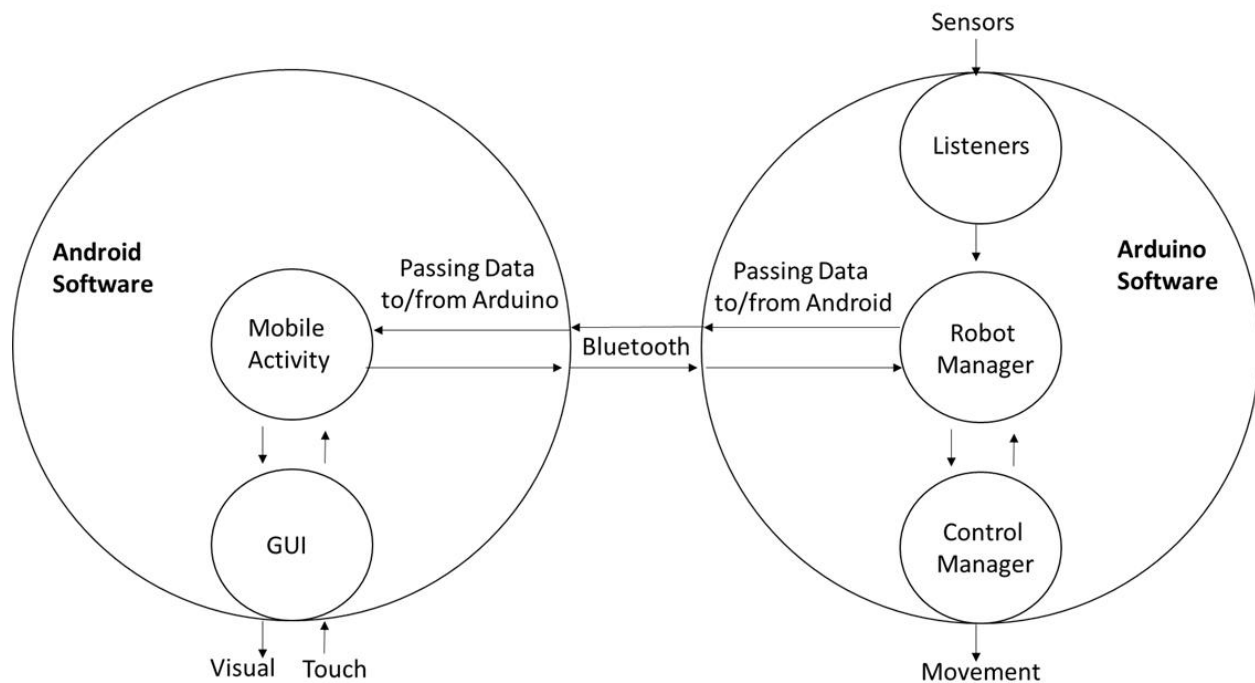 Sensors
Listeners
Android
Software
Arduino
Software
Passing Data
to/from Arduino
Passing Data
to/from Android
Mobile
Activity
Bluetooth
Robot
Manager
GUI
Control
Manager
Visual
Touch
Movement